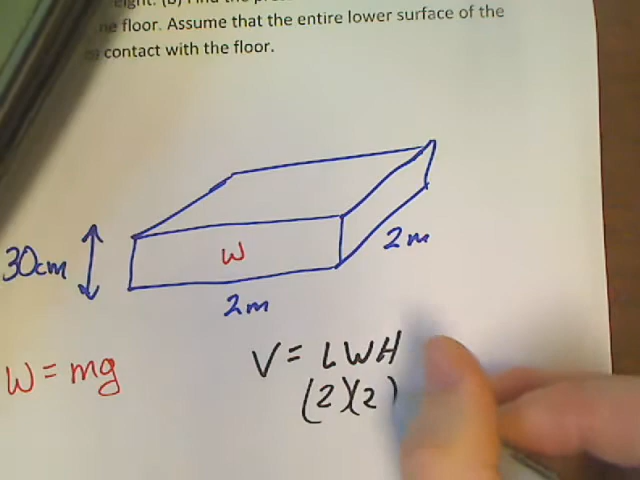 the floor. Assume that the entire lower surface of the
contact with the floor.
30cm
W
2m
2m
W = mg
V = LWH
(2)(2)